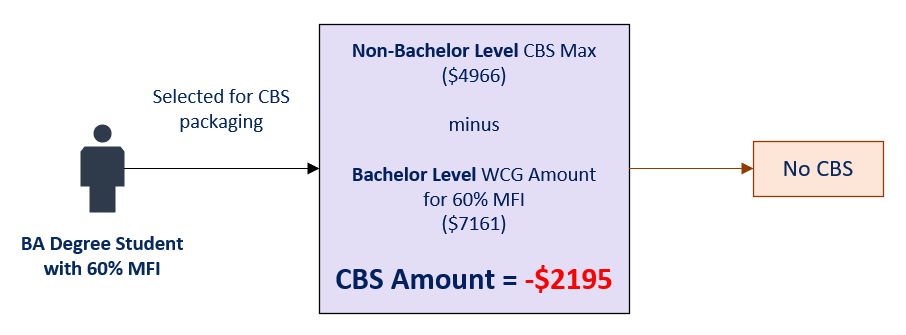 Selected for CBS
packaging
BA Degree Student
with 60% MFI
Non-Bachelor Level CBS Max
($4966)
minus
Bachelor Level WCG Amount
for 60% MFI
($7161)
CBS Amount = -$2195
No CBS